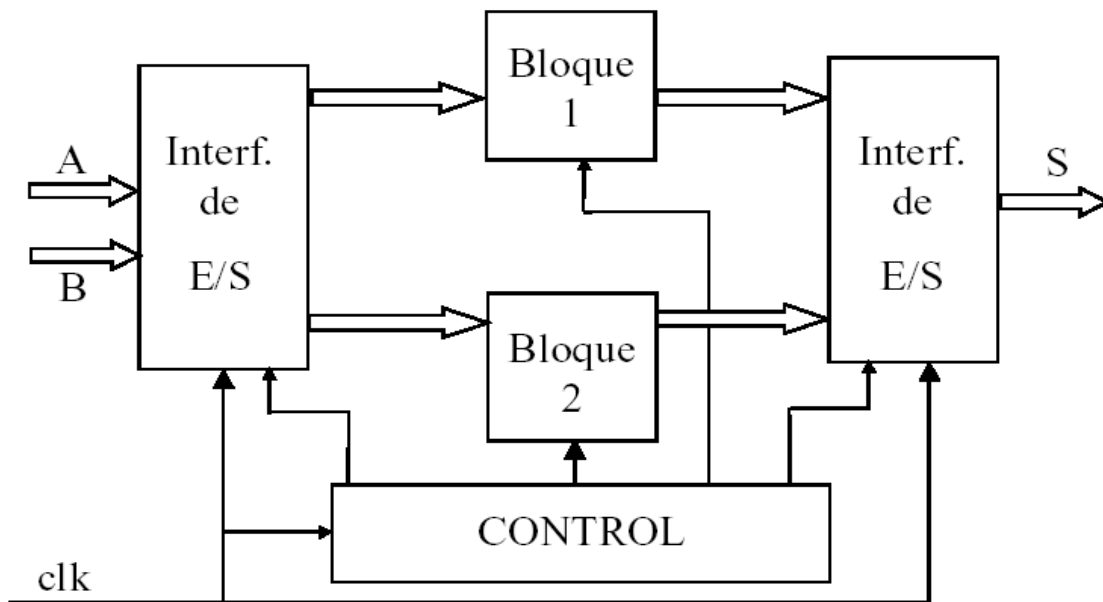 A
B
Interf.
de
E/S
Bloque
1
Bloque
2
Interf.
de
E/S
S
CONTROL
clk